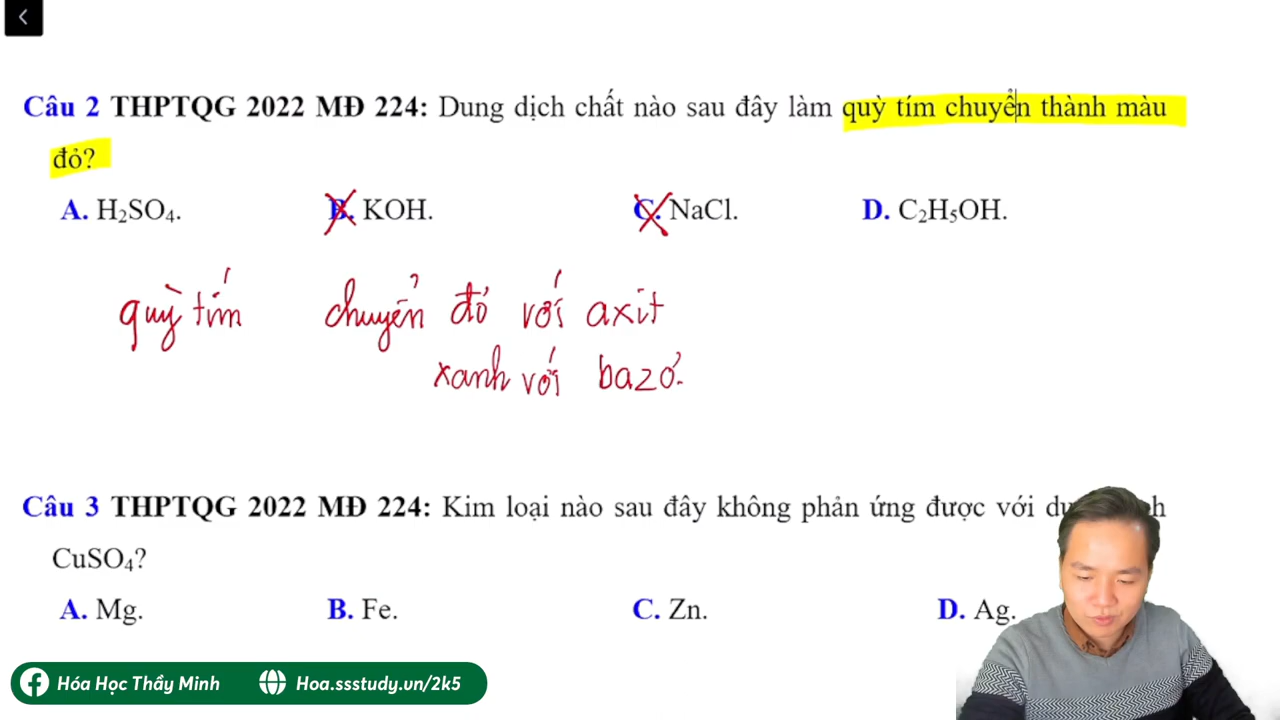 Câu 2 THPTQG 2022 MĐ 224: Dung dịch chất nào sau đây làm quỳ tím chuyển thành màu
đỏ?
A. H₂SO₄. B. KOH. C. NaCl. D. C₂H₅OH.
quỳ tím chuyển đỏ với axit
xanh với bazơ.
Câu 3 THPTQG 2022 MĐ 224: Kim loại nào sau đây không phản ứng được với
CuSO₄?
A. Mg. B. Fe. C. Zn. D. Ag.
Hóa Học Thầy Minh Hoa.ssstudy.vn/2k5